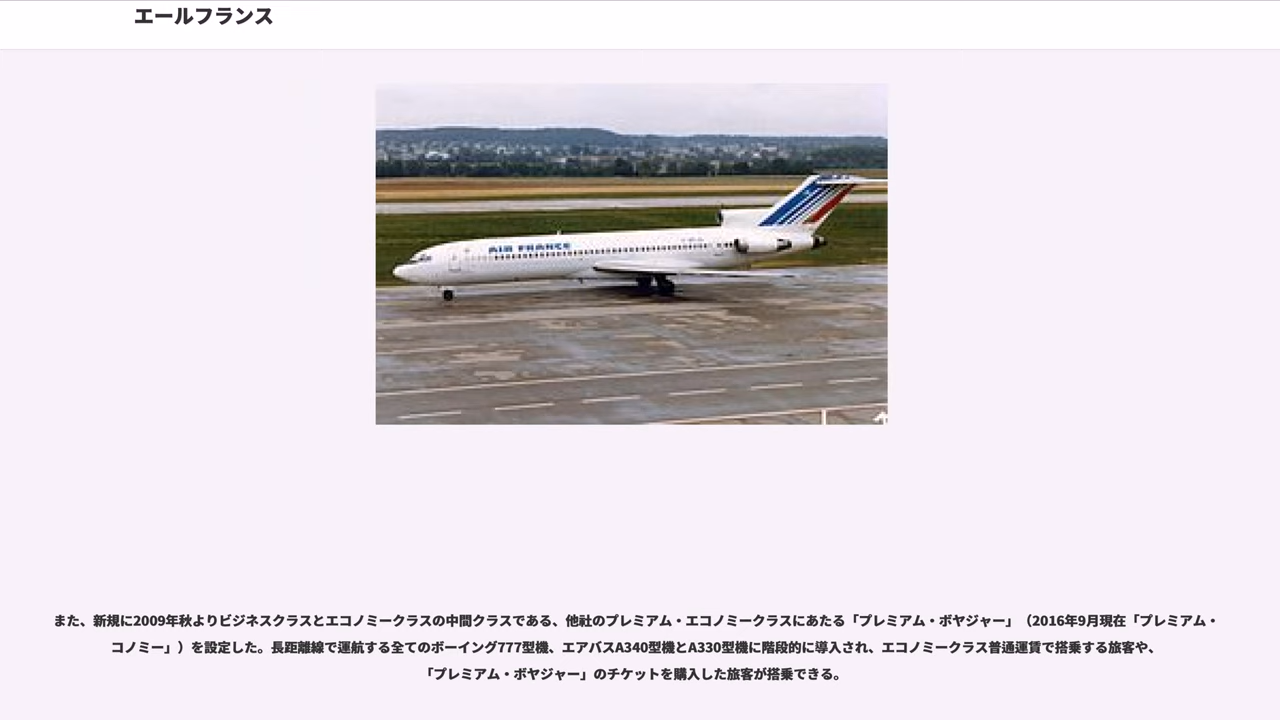 エールフランス
AIR FRANCE
また、新規に2009年秋よりビジネスクラスとエコノミークラスの中間クラスである、他社のプレミアム・エコノミークラスにあたる「プレミアム・ボヤジャー」（2016年9月現在「プレミアム・
コノミー」）を設定した。長距離線で運航する全てのボーイング777型機、エアバスA340型機とA330型機に階段的に導入され、エコノミークラス普通運賃で搭乗する旅客や、
「プレミアム・ボヤジャー」のチケットを購入した旅客が搭乗できる。